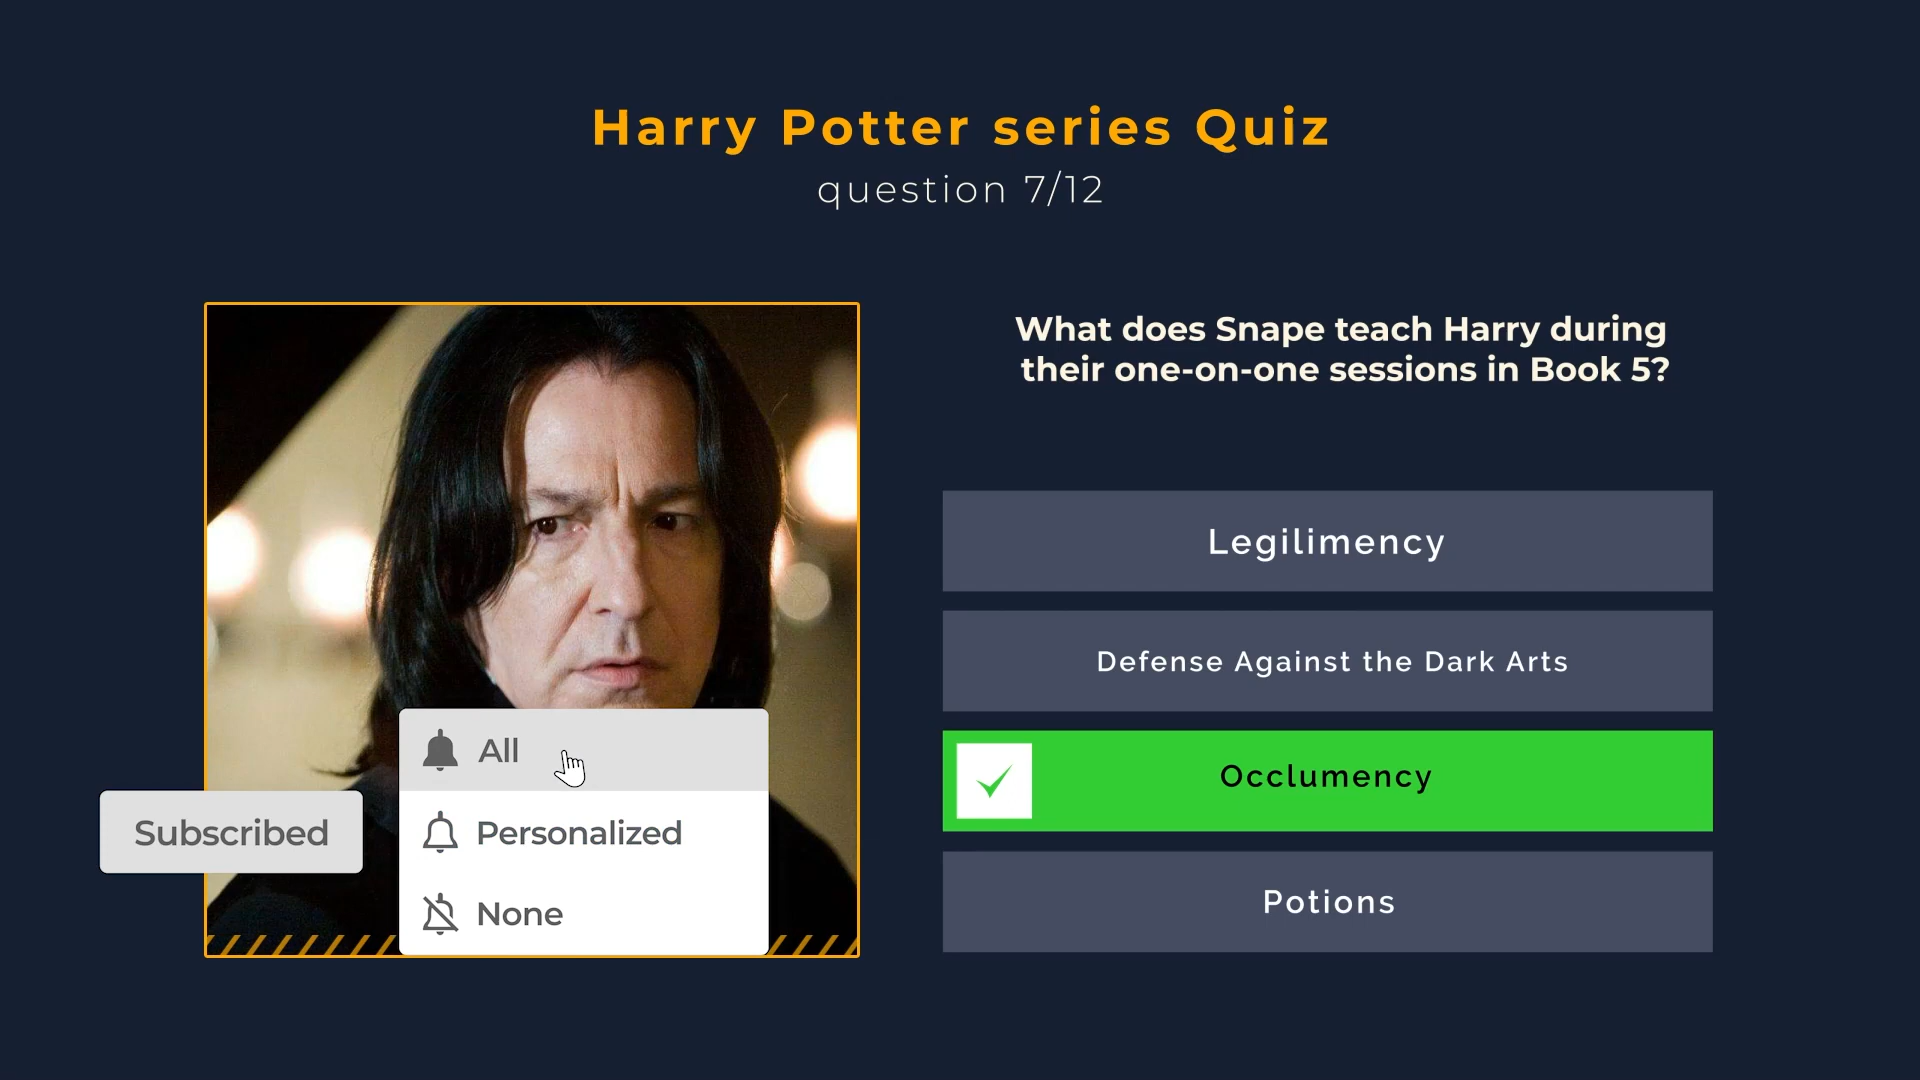 Harry Potter series Quiz
question 7/12
What does Snape teach Harry during
their one-on-one sessions in Book 5?
Legilimency
Defense Against the Dark Arts
Occlumency
Potions
All
Subscribed
Personalized
None